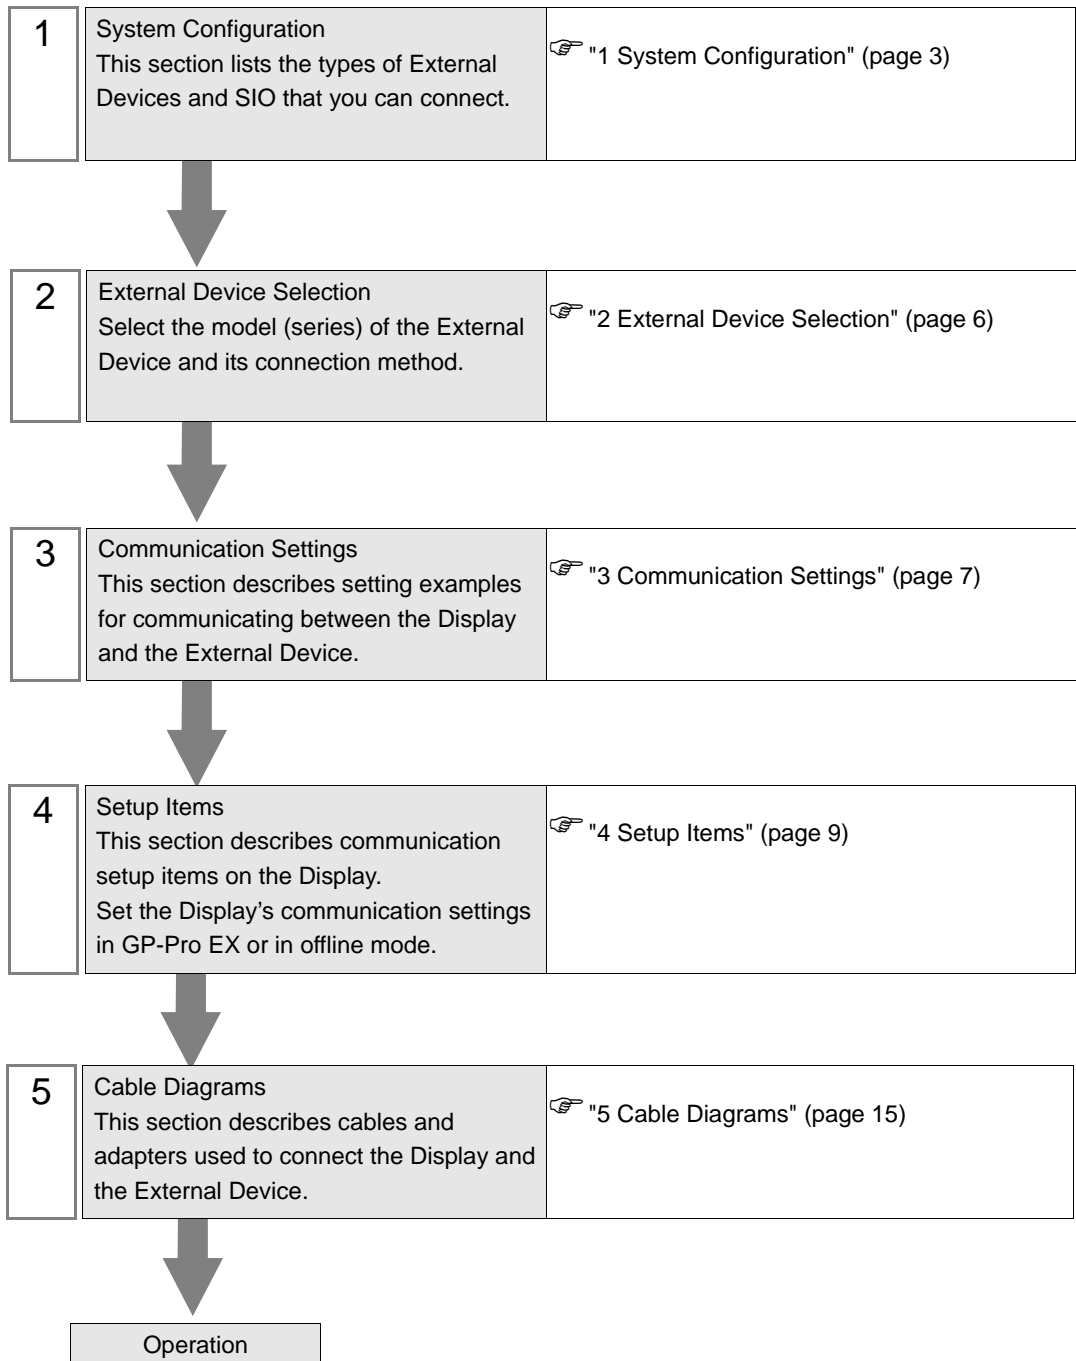 1
System Configuration
This section lists the types of External
Devices and SIO that you can connect.
"1 System Configuration" (page 3)
2
External Device Selection
Select the model (series) of the External
Device and its connection method.
"2 External Device Selection" (page 6)
3
Communication Settings
This section describes setting examples
for communicating between the Display
and the External Device.
"3 Communication Settings" (page 7)
4
Setup Items
This section describes communication
setup items on the Display.
Set the Display’s communication settings
in GP-Pro EX or in offline mode.
"4 Setup Items" (page 9)
5
Cable Diagrams
This section describes cables and
adapters used to connect the Display and
the External Device.
"5 Cable Diagrams" (page 15)
Operation